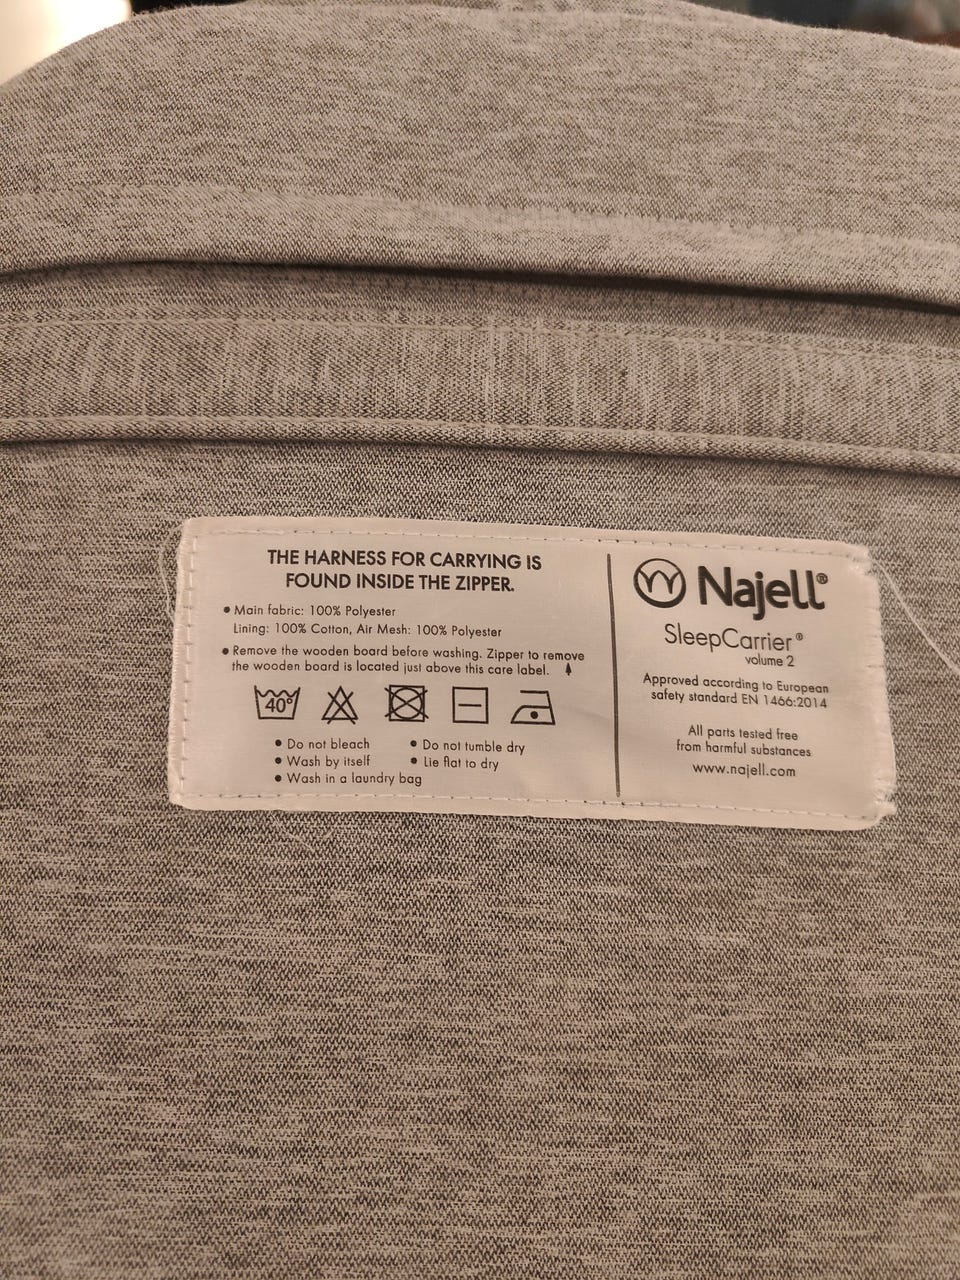 THE HARNESS FOR CARRYING IS
FOUND INSIDE THE ZIPPER.
• Main fabric: 100% Polyester
Lining: 100% Cotton, Air Mesh: 100% Polyester
• Remove the wooden board before washing. Zipper to remove
the wooden board is located just above this care label.
40°
• Do not bleach
• Wash by itself
• Wash in a laundry bag
• Do not tumble dry
• Lie flat to dry
Najell®
SleepCarrier®
volume 2
Approved according to European
safety standard EN 1466:2014
All parts tested free
from harmful substances
www.najell.com